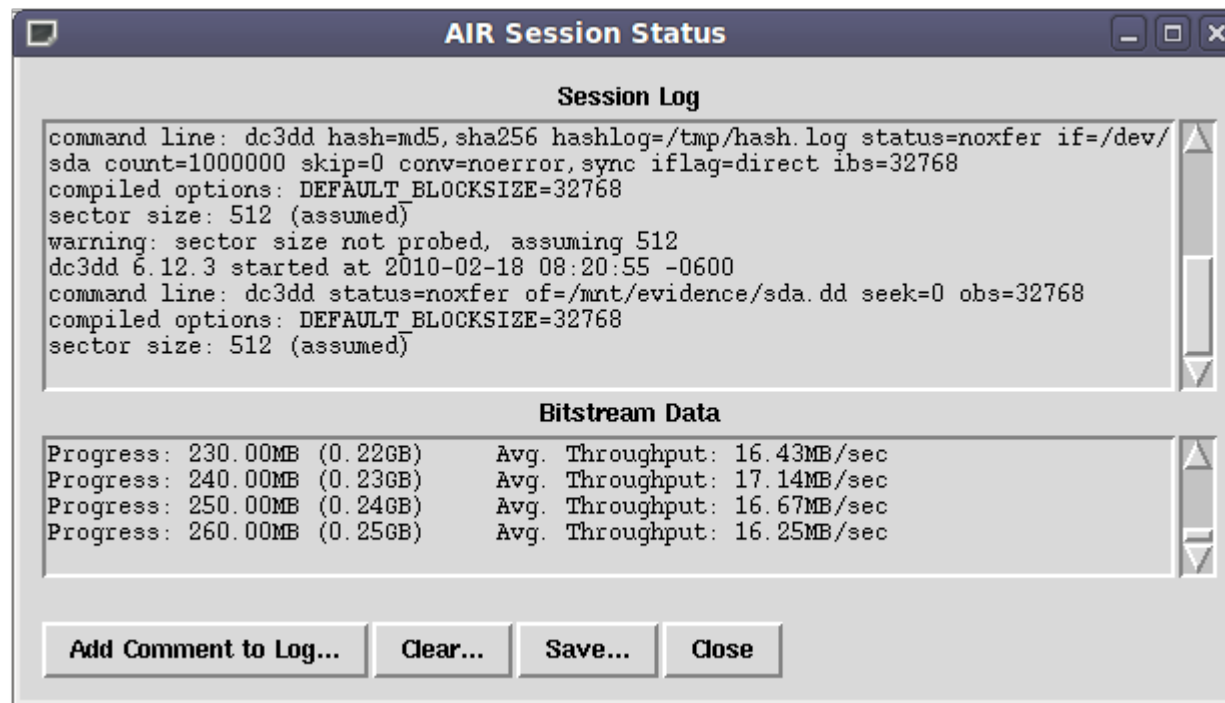 AIR Session Status
Session Log
command line: dc3dd hash=md5,sha256 hashlog=/tmp/hash.log status=noxfer if=/dev/
sda count=1000000 skip=0 conv=noerror,sync iflag=direct ibs=32768
compiled options: DEFAULT_BLOCKSIZE=32768
sector size: 512 (assumed)
warning: sector size not probed, assuming 512
dc3dd 6.12.3 started at 2010-02-18 08:20:55 -0600
command line: dc3dd status=noxfer of=/mnt/evidence/sda.dd seek=0 obs=32768
compiled options: DEFAULT_BLOCKSIZE=32768
sector size: 512 (assumed)
Bitstream Data
Progress: 230.00MB (0.22GB) Avg. Throughput: 16.43MB/sec
Progress: 240.00MB (0.23GB) Avg. Throughput: 17.14MB/sec
Progress: 250.00MB (0.24GB) Avg. Throughput: 16.67MB/sec
Progress: 260.00MB (0.25GB) Avg. Throughput: 16.25MB/sec
Add Comment to Log... Clear... Save... Close